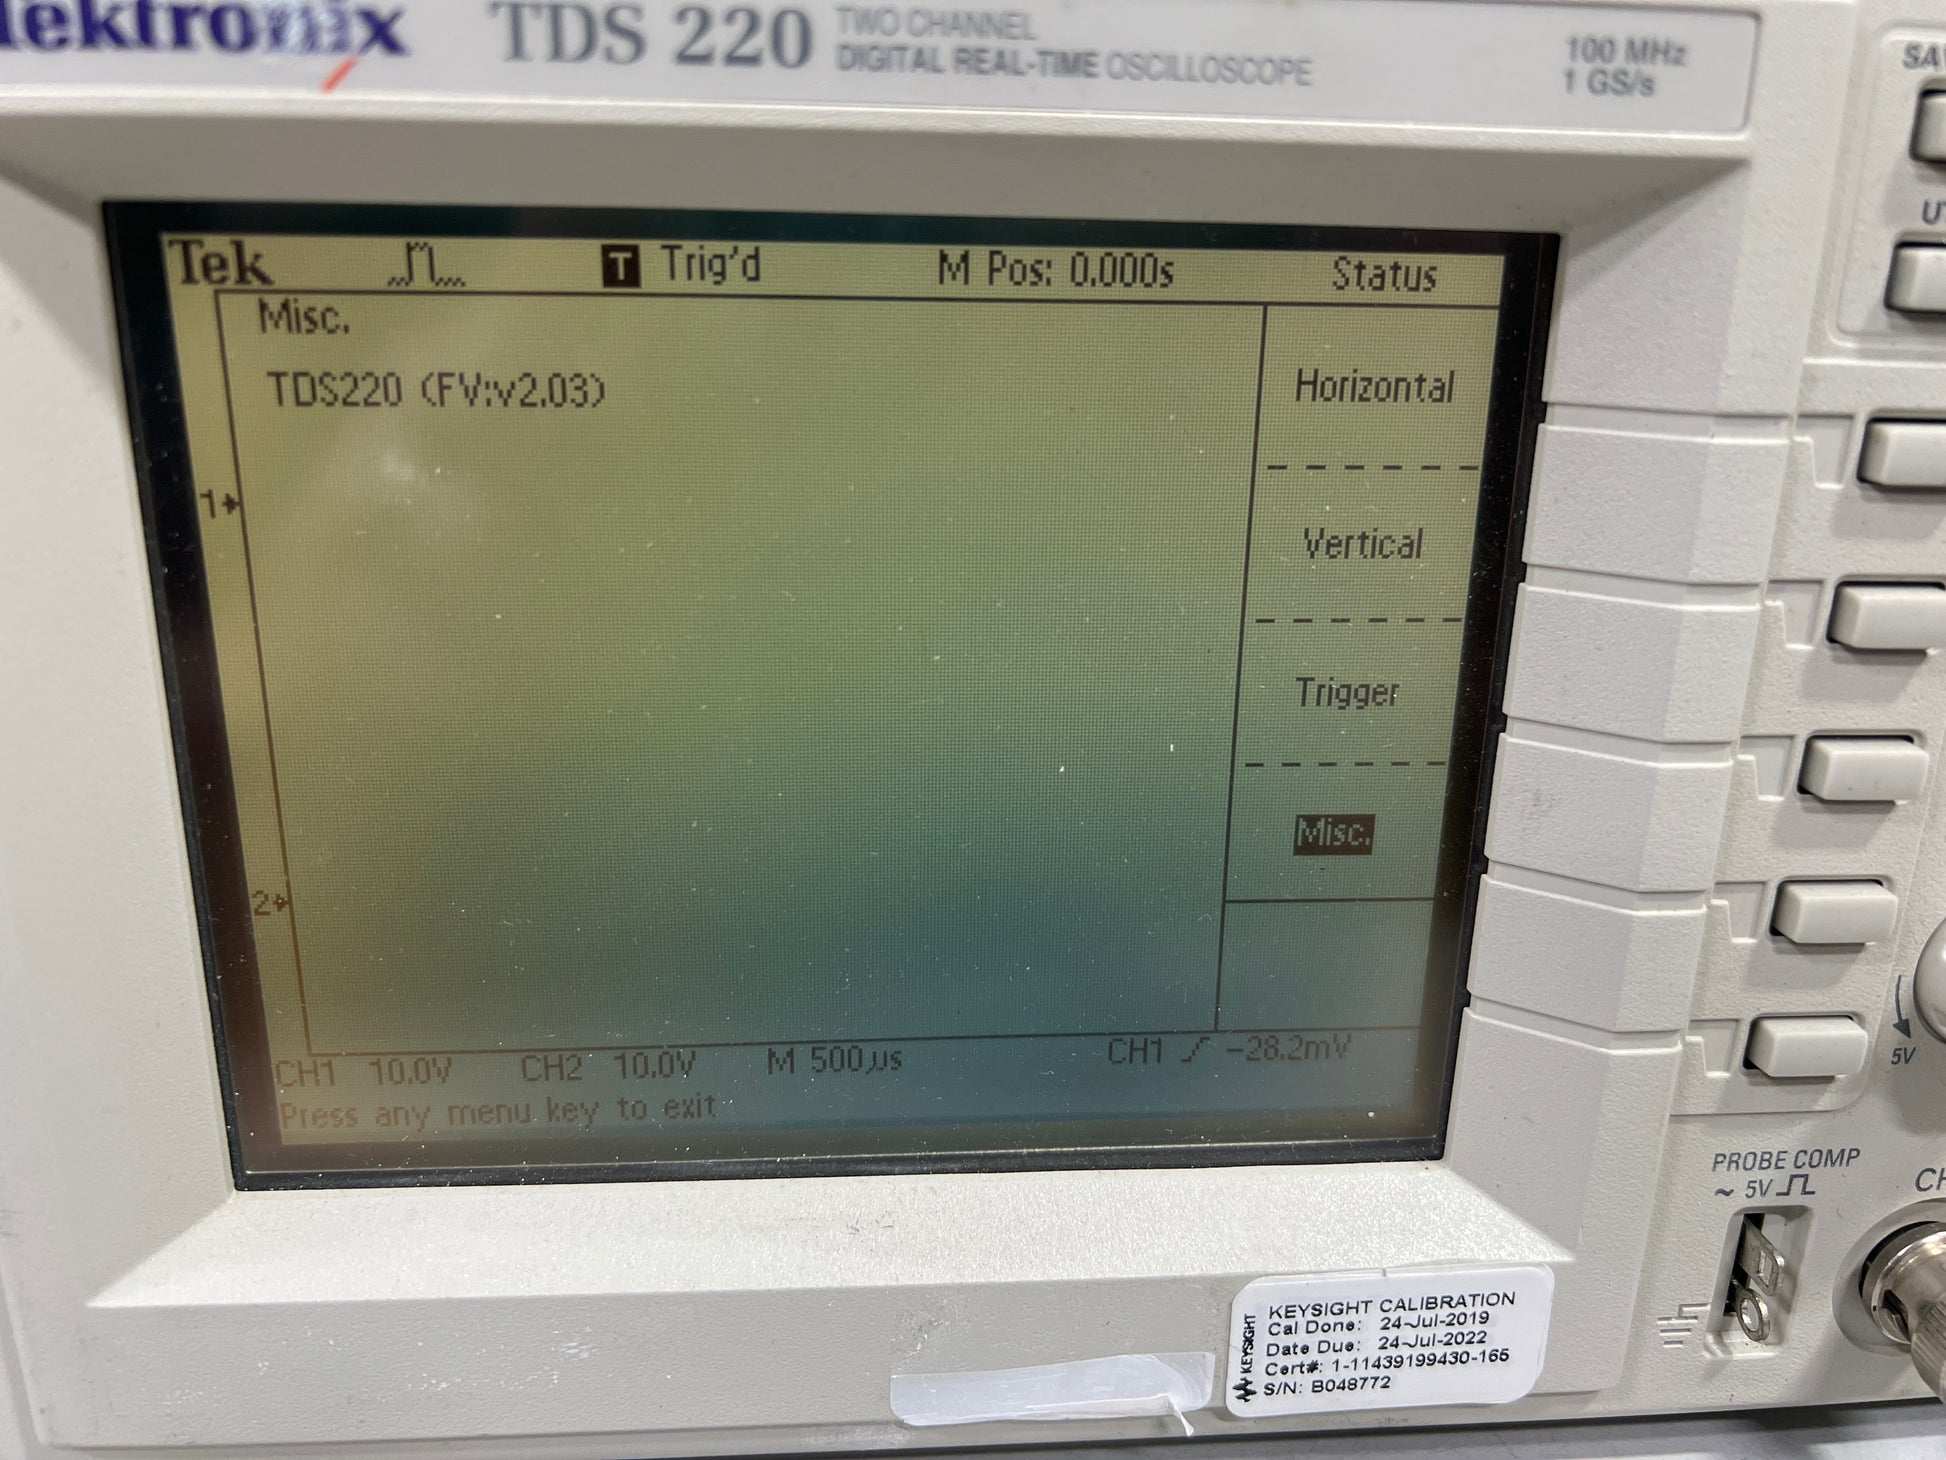 Tektronix TDS 220 TWO CHANNEL
DIGITAL REAL-TIME OSCILLOSCOPE
100 MHz
1 GS/s
Tek T Trig'd M Pos: 0.000s Status
Misc.
TDS220 (FV:v2.03)
Horizontal
1
Vertical
Trigger
Misc.
2
CH1 10.0V CH2 10.0V M 500µs CH1 -28.2mV
Press any menu key to exit
5V
PROBE COMP
~ 5V
KEYSIGHT
KEYSIGHT CALIBRATION
Cal Done: 24-Jul-2019
Date Due: 24-Jul-2022
Cert#: 1-11439199430-165
S/N: B048772